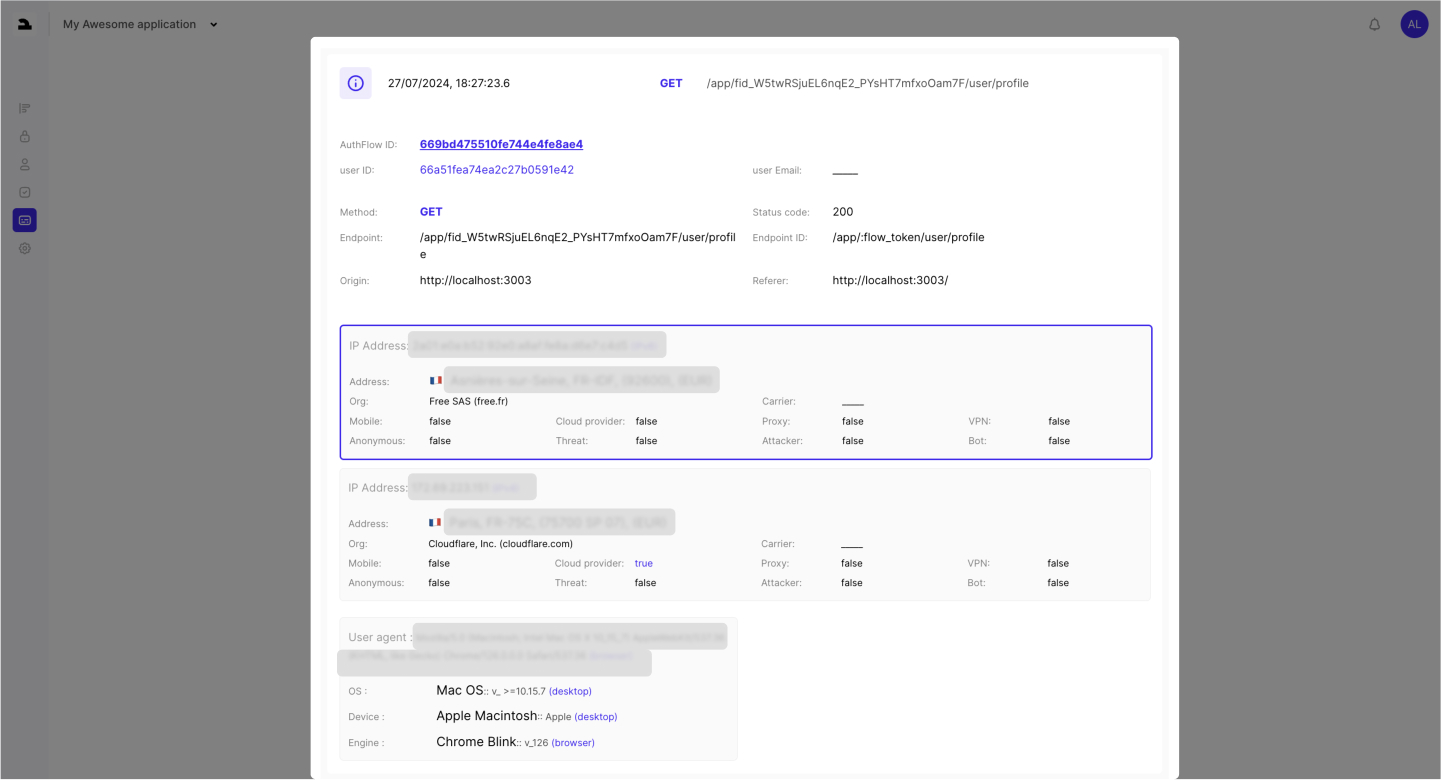 My Awesome application
AL
27/07/2024, 18:27:23.6 GET /app/fid_W5twRSjuEL6nqE2_PYsHT7mfxoOam7F/user/profile
AuthFlow ID: 669bd475510fe744e4fe8ae4
user ID: 66a51fea74ea2c27b0591e42 user Email: ____
Method: GET Status code: 200
Endpoint: /app/fid_W5twRSjuEL6nqE2_PYsHT7mfxoOam7F/user/profil Endpoint ID: /app/:flow_token/user/profile
e
Origin: http://localhost:3003 Referer: http://localhost:3003/
IP Address:
Address:
Org: Free SAS (free.fr) Carrier: ____
Mobile: false Cloud provider: false Proxy: false VPN: false
Anonymous: false Threat: false Attacker: false Bot: false
IP Address:
Address:
Org: Cloudflare, Inc. (cloudflare.com) Carrier: ____
Mobile: false Cloud provider: true Proxy: false VPN: false
Anonymous: false Threat: false Attacker: false Bot: false
User agent :
OS : Mac OS:: v_ >=10.15.7 (desktop)
Device : Apple Macintosh:: Apple (desktop)
Engine : Chrome Blink:: v_126 (browser)